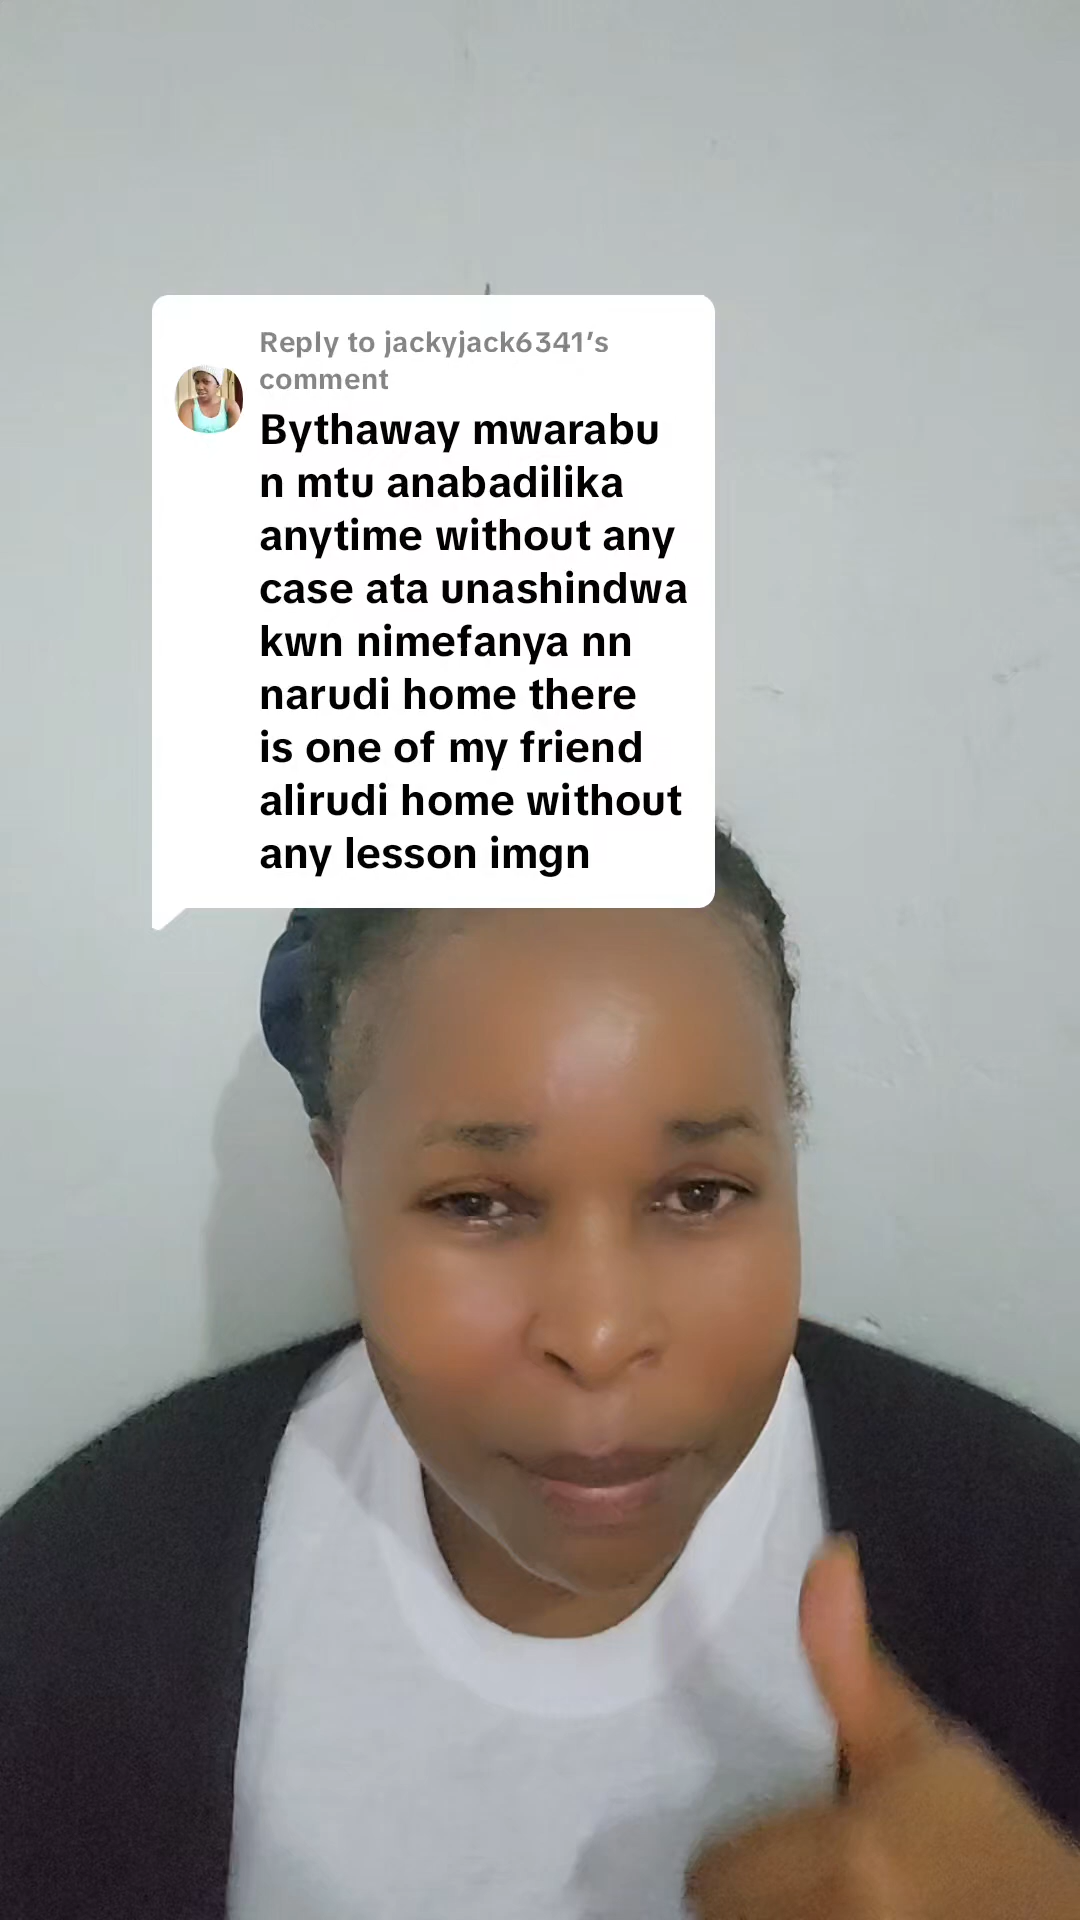 Reply to jackyjack6341's
comment
Bythaway mwarabu
n mtu anabadilika
anytime without any
case ata unashindwa
kwn nimefanya nn
narudi home there
is one of my friend
alirudi home without
any lesson imgn